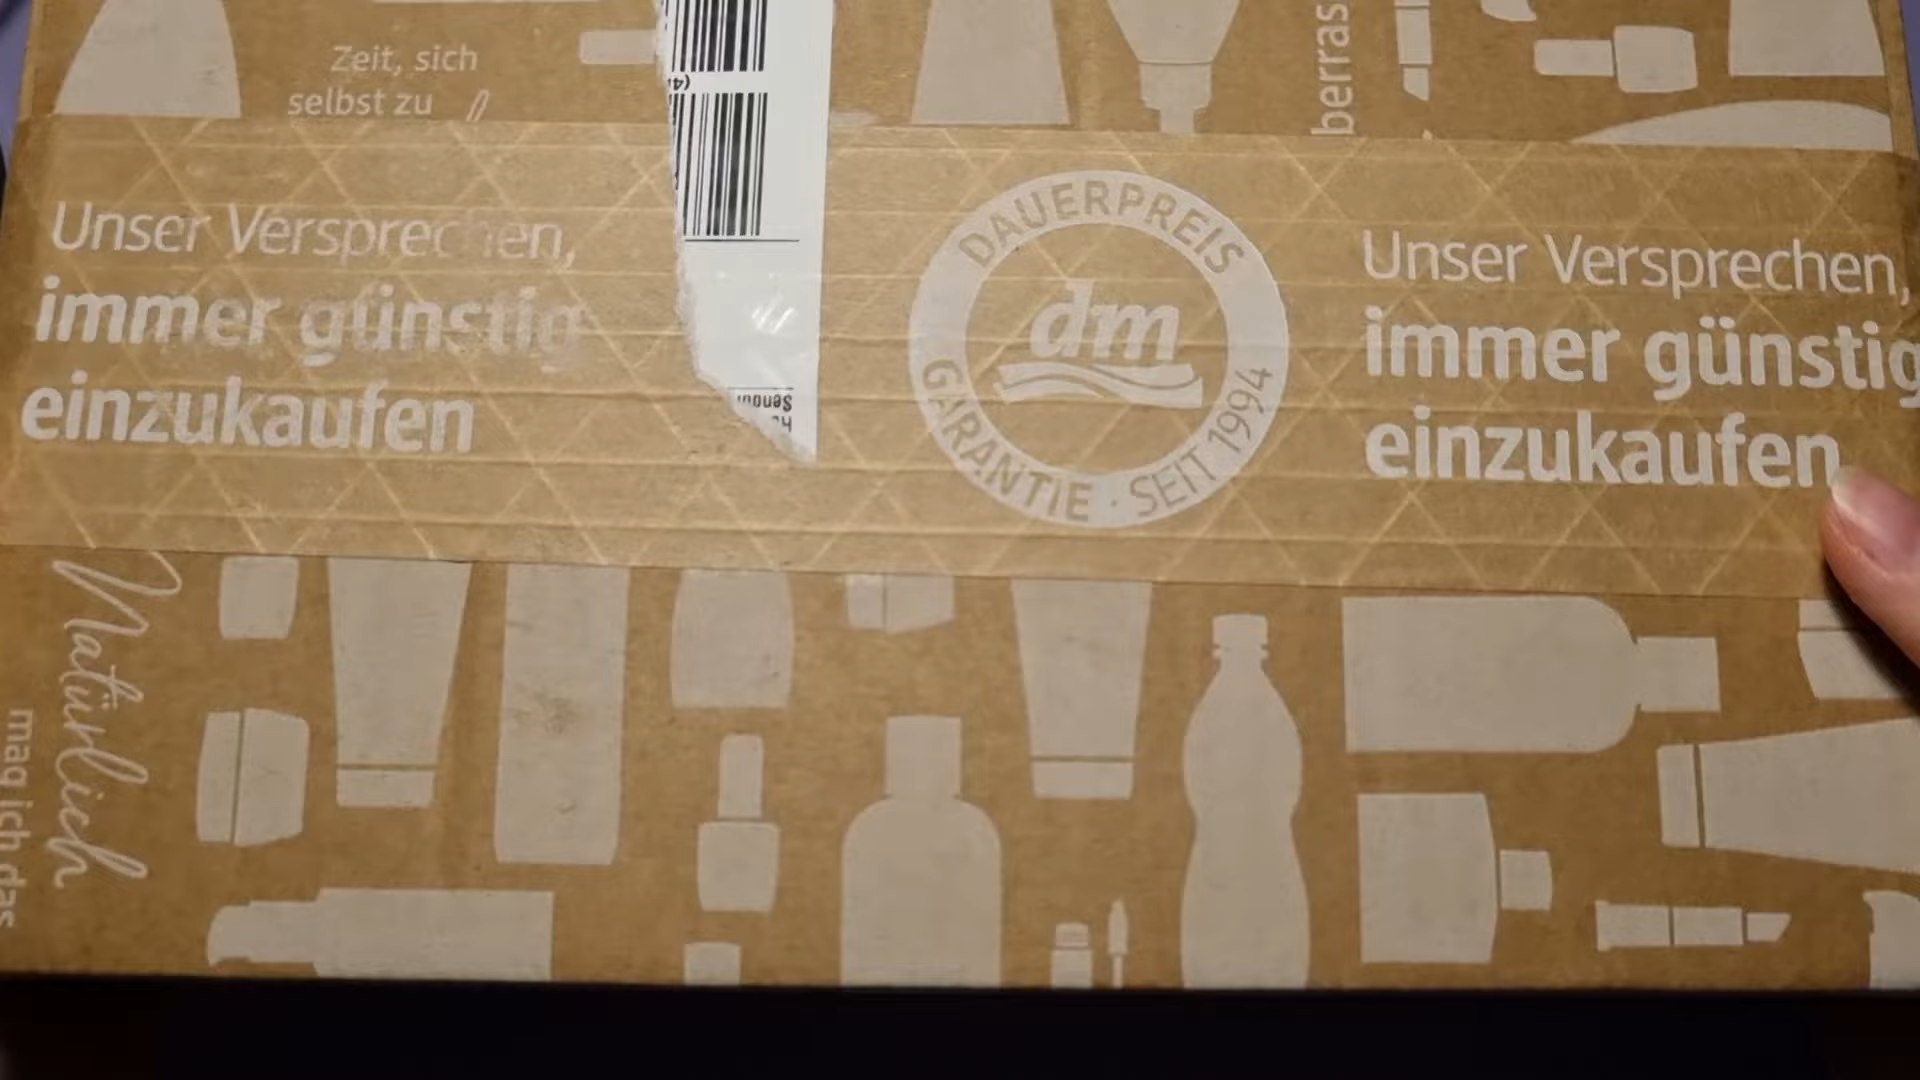 Zeit, sich
selbst zu
Unser Versprechen,
immer günstig
einzukaufen
DAUERPREIS
dm
GARANTIE · SEIT 1994
Unser Versprechen,
immer günstig
einzukaufen
Natürlich
mag ich das